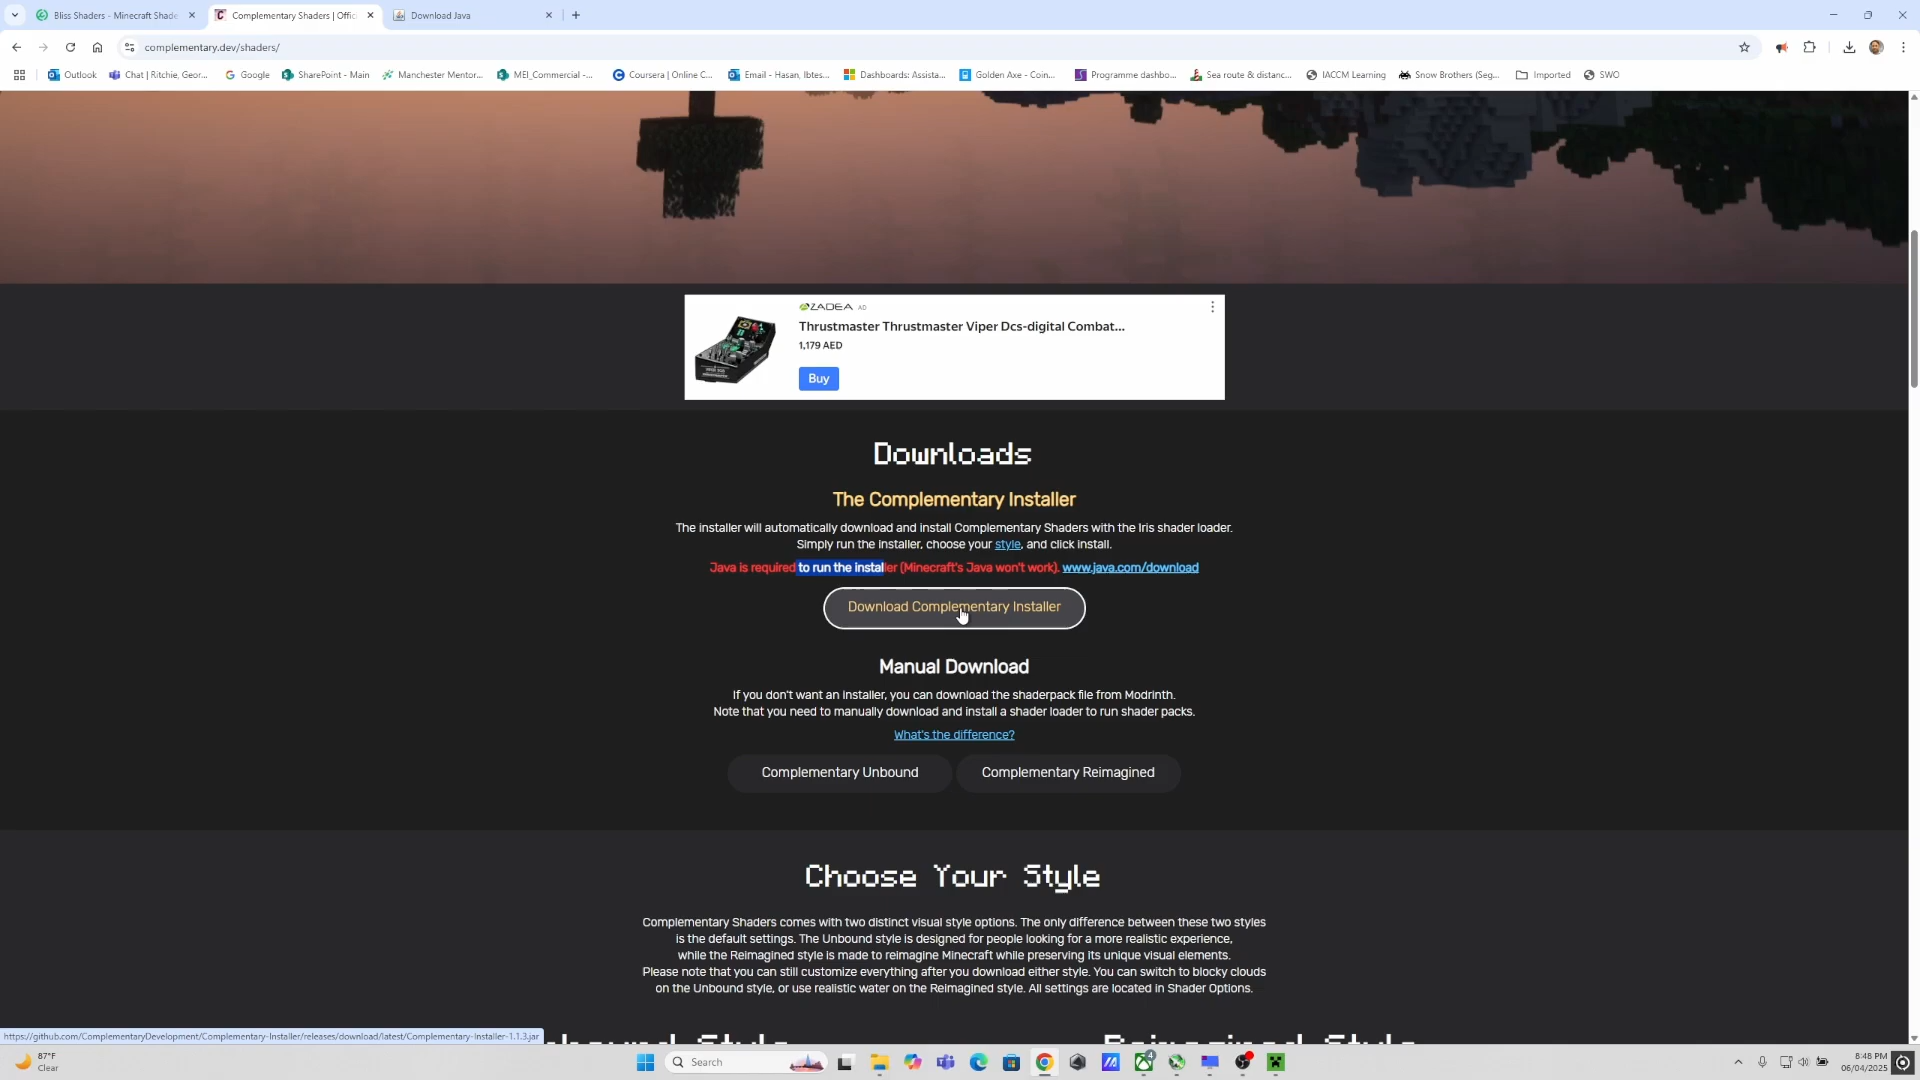 Bliss Shaders - Minecraft Shade
Complementary Shaders | Offic
Download Java
complementary.dev/shaders/
Outlook
Chat | Ritchie, Geor...
Google
SharePoint - Main
Manchester Mentor...
MEI_Commercial -...
Coursera | Online C...
Email - Hasan, Ibtes...
Dashboards: Assista...
Golden Axe - Coin...
Programme dashbo...
Sea route & distanc...
IACCM Learning
Snow Brothers (Seg...
Imported
SWO
ZADEA AD
Thrustmaster Thrustmaster Viper Dcs-digital Combat...
1,179 AED
Buy
Downloads
The Complementary Installer
The installer will automatically download and install Complementary Shaders with the Iris shader loader.
Simply run the installer, choose your style, and click install.
Java is required to run the installer (Minecraft's Java won't work). www.java.com/download
Download Complementary Installer
Manual Download
If you don't want an installer, you can download the shaderpack file from Modrinth.
Note that you need to manually download and install a shader loader to run shader packs.
What's the difference?
Complementary Unbound
Complementary Reimagined
Choose Your Style
Complementary Shaders comes with two distinct visual style options. The only difference between these two styles
is the default settings. The Unbound style is designed for people looking for a more realistic experience,
while the Reimagined style is made to reimagine Minecraft while preserving its unique visual elements.
Please note that you can still customize everything after you download either style. You can switch to blocky clouds
on the Unbound style, or use realistic water on the Reimagined style. All settings are located in Shader Options.
https://github.com/ComplementaryDevelopment/Complementary-Installer/releases/download/latest/Complementary-Installer-1.1.3.jar
87°F
Clear
Search
4
8:48 PM
06/04/2025